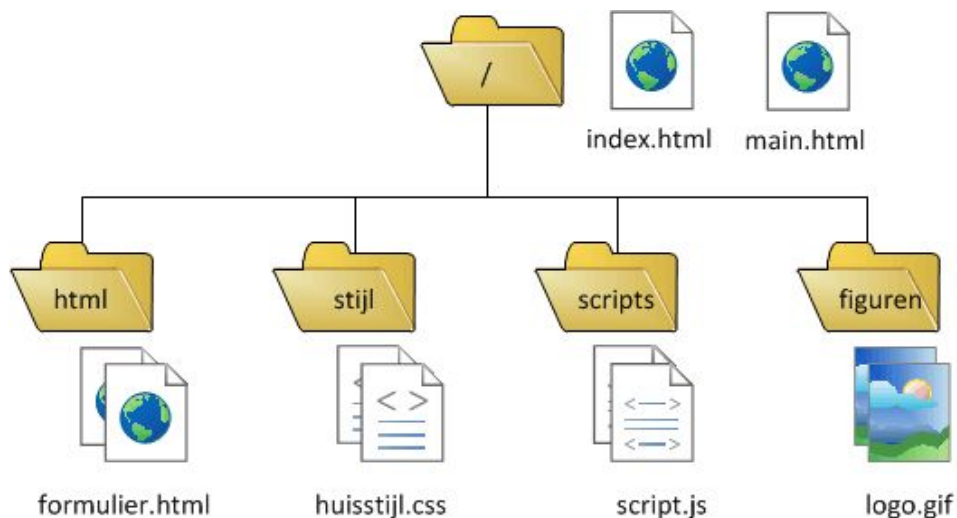 /
index.html
main.html
html
stijl
scripts
figuren
formulier.html
huisstijl.css
script.js
logo.gif